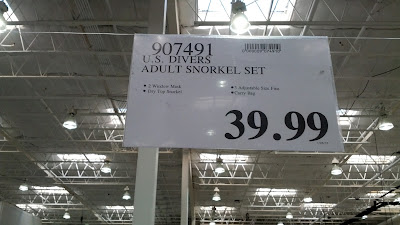 907491
U.S. DIVERS
ADULT SNORKEL SET
• 2 Window Mask
• Dry Top Snorkel
• Adjustable Size Fins
• Carry Bag
39.99